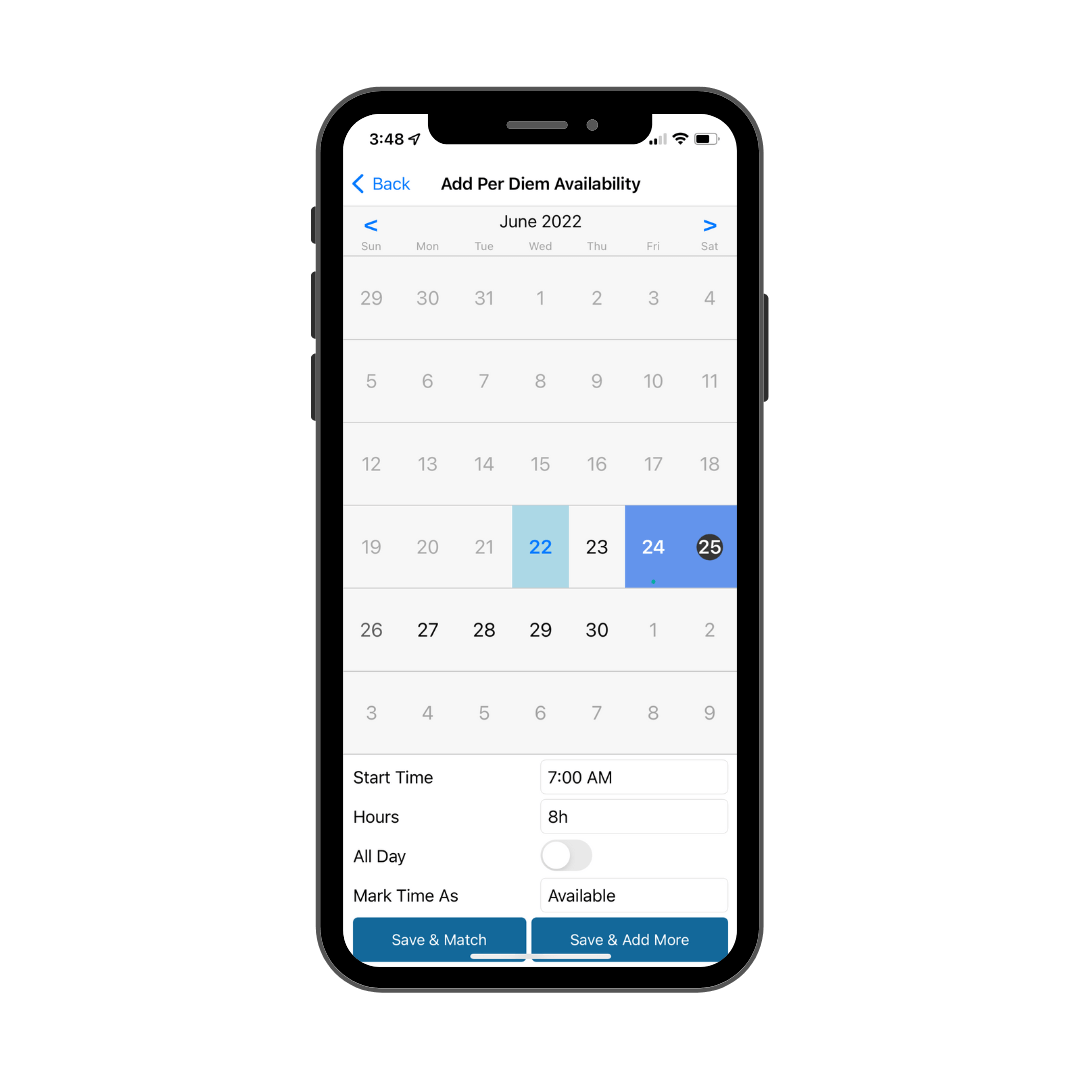 3:48
Back Add Per Diem Availability
< June 2022 >
Sun Mon Tue Wed Thu Fri Sat
29 30 31 1 2 3 4
5 6 7 8 9 10 11
12 13 14 15 16 17 18
19 20 21 22 23 24 25
26 27 28 29 30 1 2
3 4 5 6 7 8 9
Start Time 7:00 AM
Hours 8h
All Day
Mark Time As Available
Save & Match Save & Add More